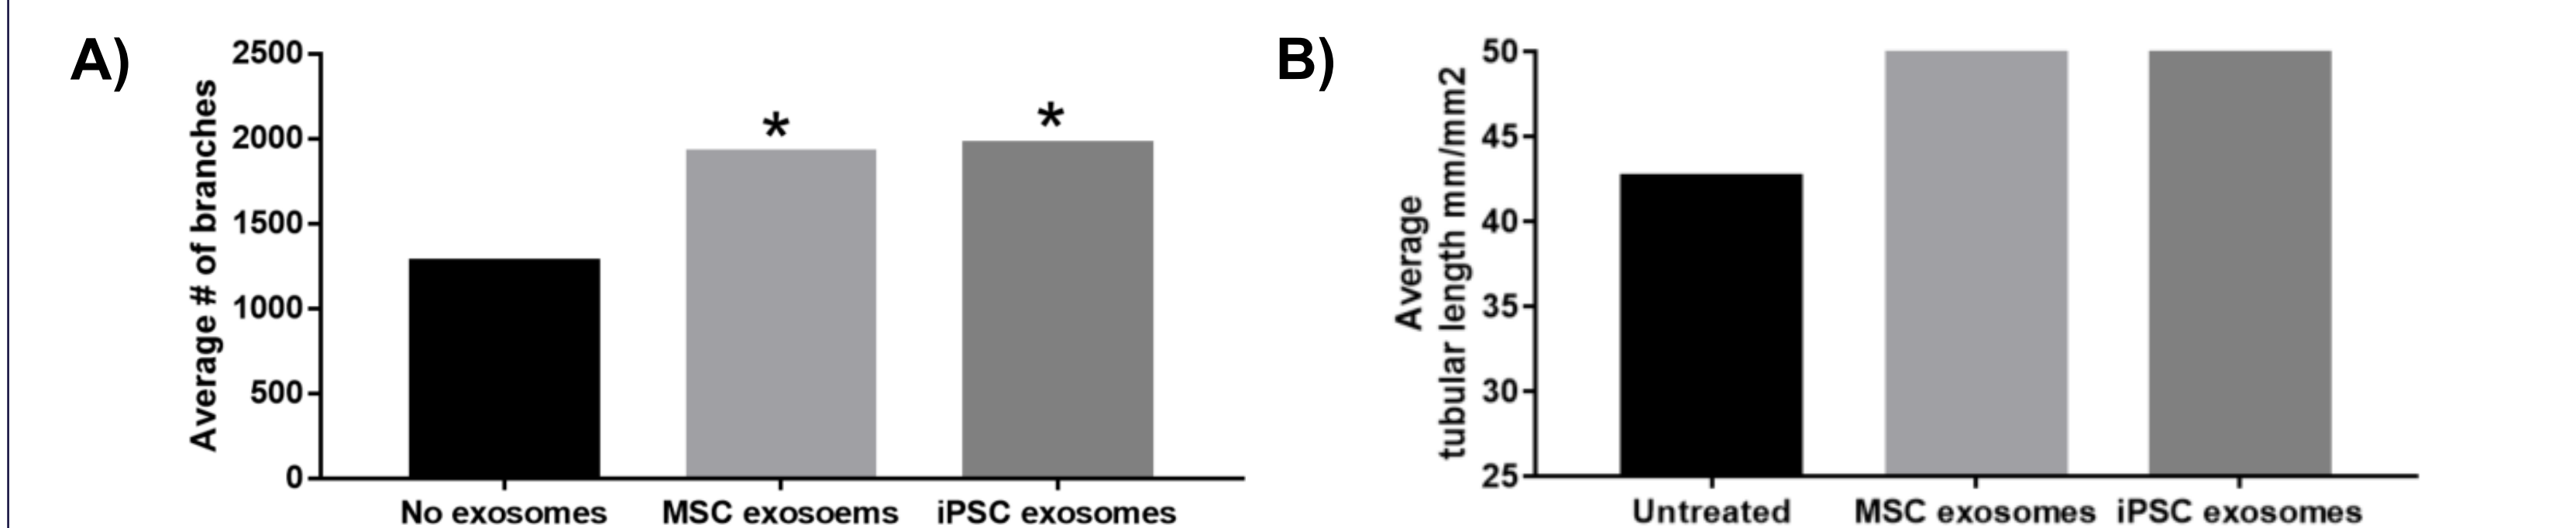 A)
Average # of branches
2500
2000
1500
1000
500
0
*
*
No exosomes
MSC exosoems
iPSC exosomes
B)
Average
tubular length mm/mm2
50
45
40
35
30
25
Untreated
MSC exosomes
iPSC exosomes